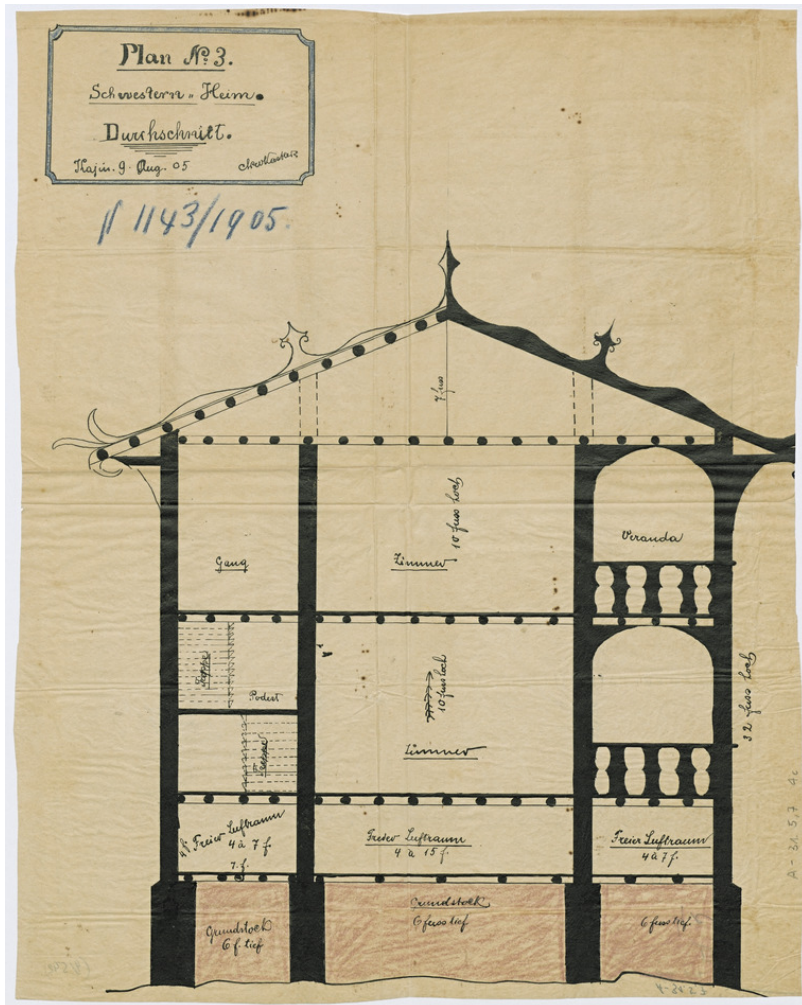 Plan No 3.
Schwestern-Heim.
Durchschnitt.
9. Aug. 05
1143/1905.
7 fuss
10 fuss hoch
Gang
Zimmer
Veranda
Treppe
Podest
10 fuss hoch
Zimmer
32 fuss hoch
Freier Luftraum
4 à 7 f.
7. f.
Freier Luftraum
4 à 15 f.
Freier Luftraum
4 à 7 f.
Grundstock
6 f. tief
Grundstock
6 fuss tief
6 fuss tief.